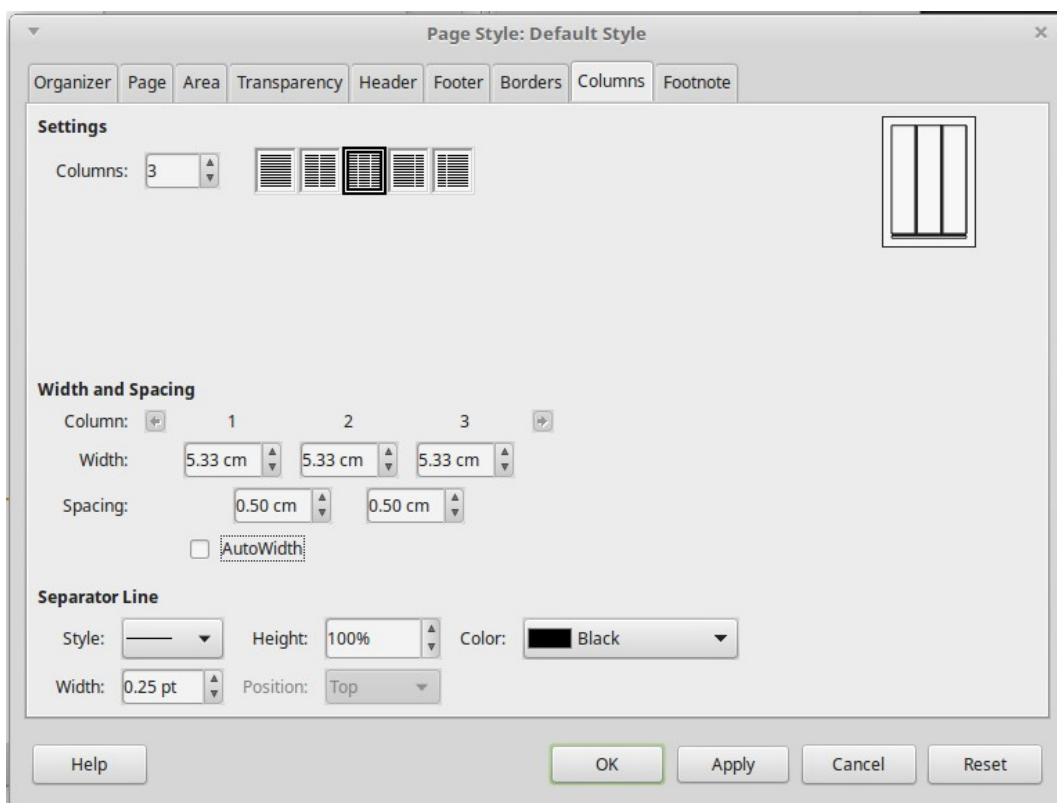 Page Style: Default Style
Organizer Page Area Transparency Header Footer Borders Columns Footnote
Settings
Columns: 3
Width and Spacing
Column: 1 2 3
Width: 5.33 cm 5.33 cm 5.33 cm
Spacing: 0.50 cm 0.50 cm
AutoWidth
Separator Line
Style: Height: 100% Color: Black
Width: 0.25 pt Position: Top
Help OK Apply Cancel Reset